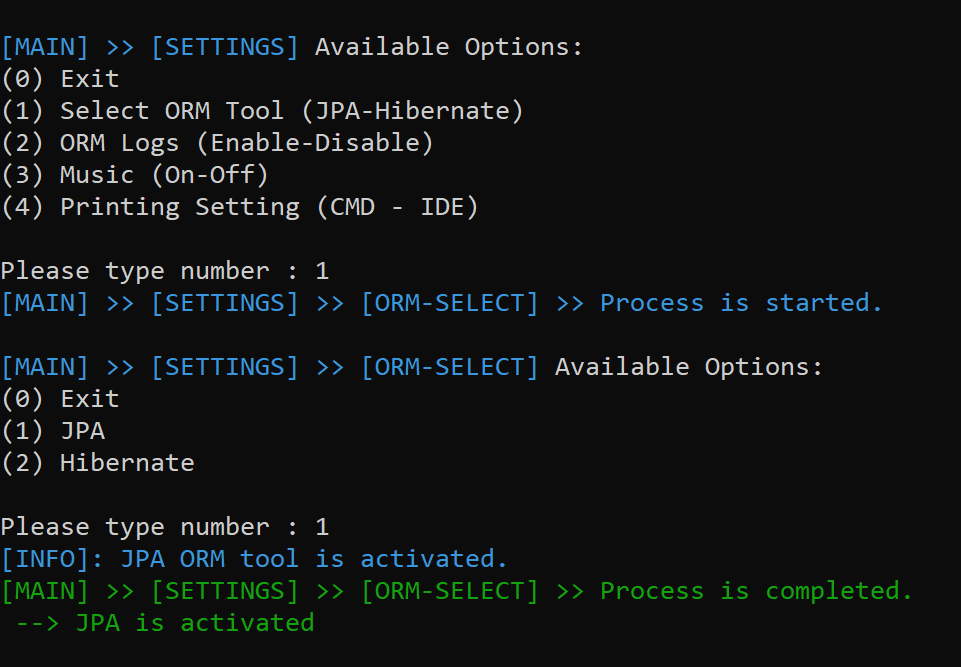 [MAIN] >> [SETTINGS] Available Options:
(0) Exit
(1) Select ORM Tool (JPA-Hibernate)
(2) ORM Logs (Enable-Disable)
(3) Music (On-Off)
(4) Printing Setting (CMD - IDE)
Please type number : 1
[MAIN] >> [SETTINGS] >> [ORM-SELECT] >> Process is started.
[MAIN] >> [SETTINGS] >> [ORM-SELECT] Available Options:
(0) Exit
(1) JPA
(2) Hibernate
Please type number : 1
[INFO]: JPA ORM tool is activated.
[MAIN] >> [SETTINGS] >> [ORM-SELECT] >> Process is completed.
--> JPA is activated